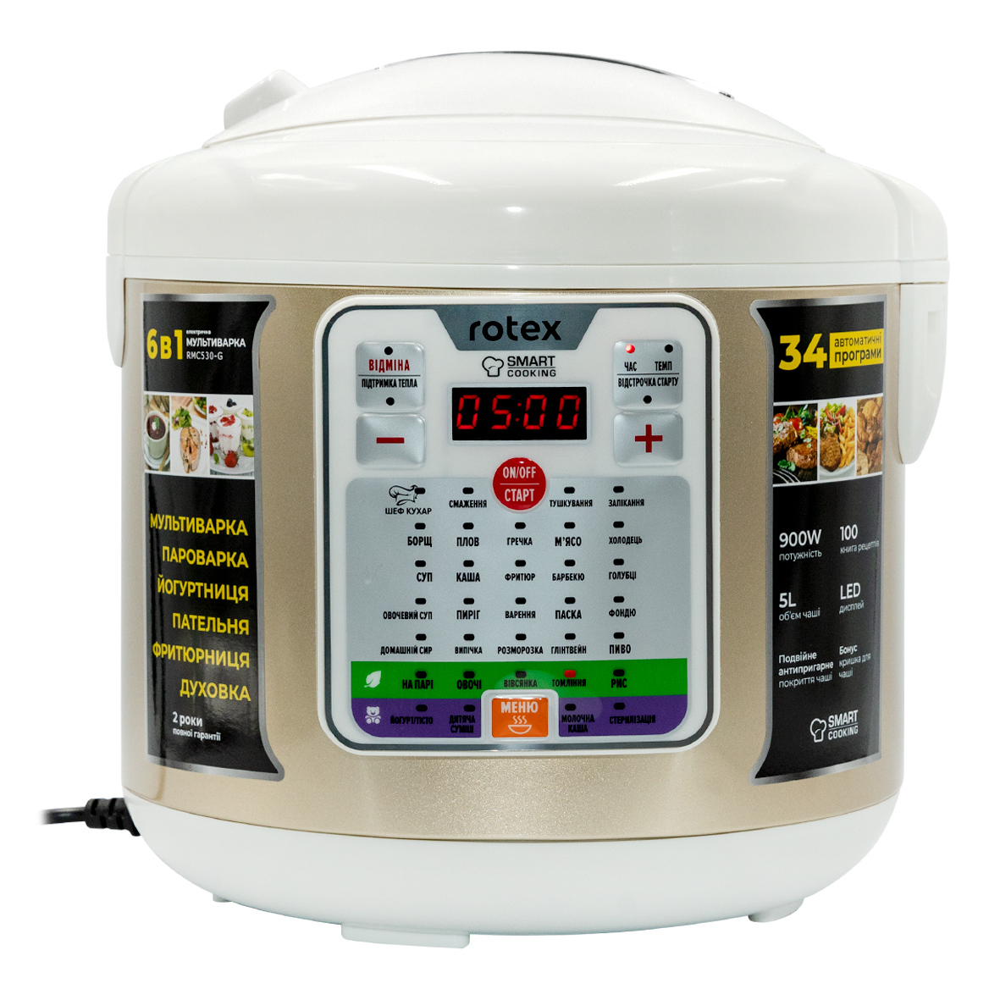 6 в 1
електрична
МУЛЬТИВАРКА
RMC530-G
МУЛЬТИВАРКА
ПАРОВАРКА
ЙОГУРТНИЦЯ
ПАТЕЛЬНЯ
ФРИТЮРНИЦЯ
ДУХОВКА
2 роки
повної гарантії
rotex
SMART
COOKING
ВІДМІНА
ПІДТРИМКА ТЕПЛА
ЧАС ТЕМП
ВІДСТРОЧКА СТАРТУ
05:00
− +
ON/OFF
СТАРТ
ШЕФ КУХАР СМАЖЕННЯ ТУШКУВАННЯ ЗАПІКАННЯ
БОРЩ ПЛОВ ГРЕЧКА М'ЯСО ХОЛОДЕЦЬ
СУП КАША ФРИТЮР БАРБЕКЮ ГОЛУБЦІ
ОВОЧЕВИЙ СУП ПИРІГ ВАРЕННЯ ПАСКА ФОНДЮ
ДОМАШНІЙ СИР ВИПІЧКА РОЗМОРОЗКА ГЛІНТВЕЙН ПИВО
НА ПАРІ ОВОЧІ ВІВСЯНКА ТОМЛІННЯ РИС
ЙОГУРТ/ТІСТО ДИТЯЧА СУМІШ МОЛОЧНА КАША СТЕРИЛІЗАЦІЯ
МЕНЮ
34 автоматичні
програми
900W
потужність
100
книга рецептів
5L
об'єм чаші
LED
дисплей
Подвійне
антипригарне
покриття чаші
Бонус
кришка для
чаші
SMART
COOKING